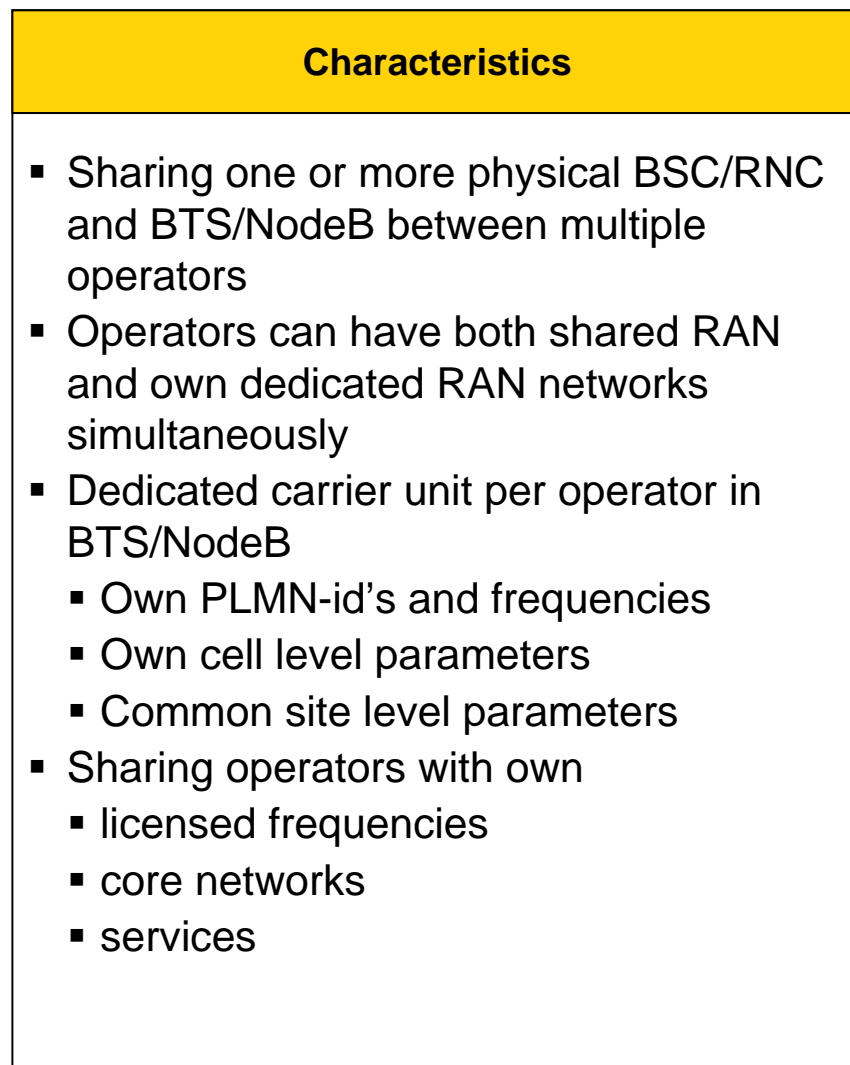 Characteristics
▪ Sharing one or more physical BSC/RNC
and BTS/NodeB between multiple
operators
▪ Operators can have both shared RAN
and own dedicated RAN networks
simultaneously
▪ Dedicated carrier unit per operator in
BTS/NodeB
▪ Own PLMN-id’s and frequencies
▪ Own cell level parameters
▪ Common site level parameters
▪ Sharing operators with own
▪ licensed frequencies
▪ core networks
▪ services